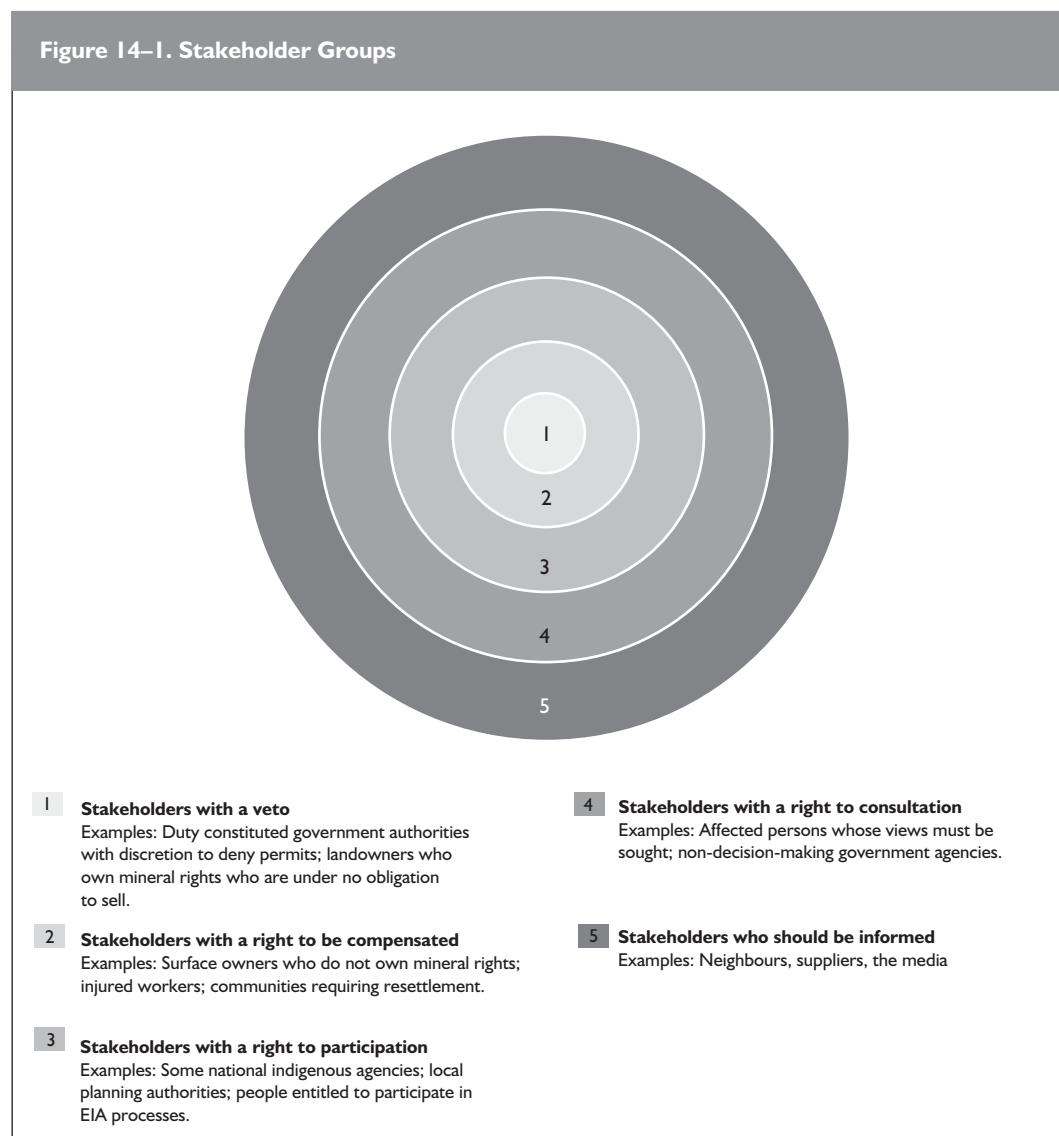 Figure 14–1. Stakeholder Groups
1
2
3
4
5
1 Stakeholders with a veto
Examples: Duty constituted government authorities
with discretion to deny permits; landowners who
own mineral rights who are under no obligation
to sell.
2 Stakeholders with a right to be compensated
Examples: Surface owners who do not own mineral rights;
injured workers; communities requiring resettlement.
3 Stakeholders with a right to participation
Examples: Some national indigenous agencies; local
planning authorities; people entitled to participate in
EIA processes.
4 Stakeholders with a right to consultation
Examples: Affected persons whose views must be
sought; non-decision-making government agencies.
5 Stakeholders who should be informed
Examples: Neighbours, suppliers, the media